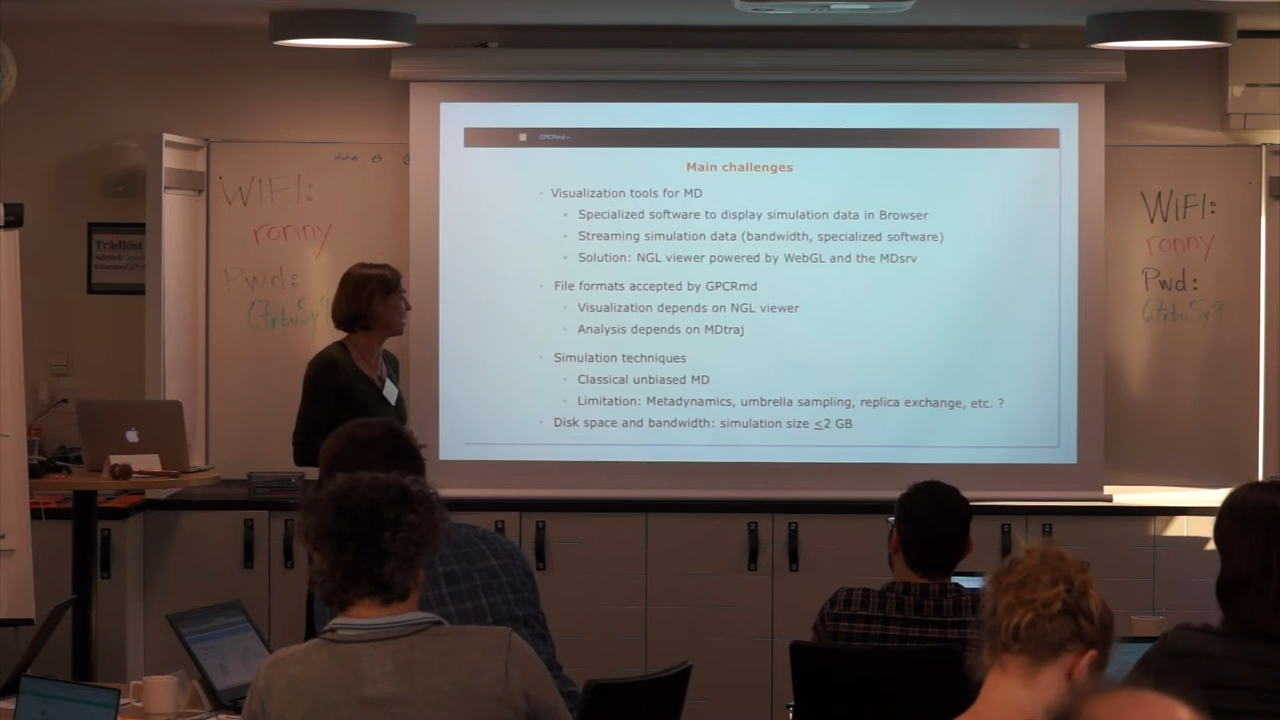 GPCRmd
Main challenges
Visualization tools for MD
Specialized software to display simulation data in Browser
Streaming simulation data (bandwidth, specialized software)
Solution: NGL viewer powered by WebGL and the MDsrv
File formats accepted by GPCRmd
Visualization depends on NGL viewer
Analysis depends on MDtraj
Simulation techniques
Classical unbiased MD
Limitation: Metadynamics, umbrella sampling, replica exchange, etc. ?
Disk space and bandwidth: simulation size ≤2 GB
WIFI:
ronny
Pwd:
Trådlöst
WIFI:
ronny
Pwd: